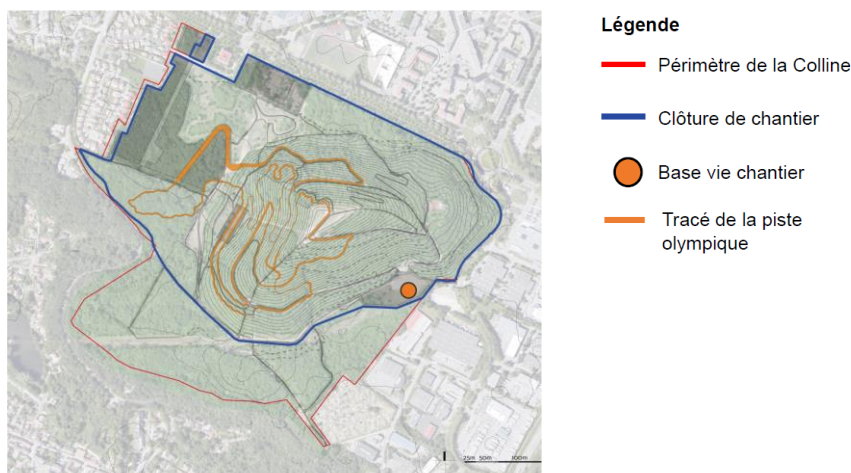 Légende
Périmètre de la Colline
Clôture de chantier
Base vie chantier
Tracé de la piste
olympique
25m 50m 100m